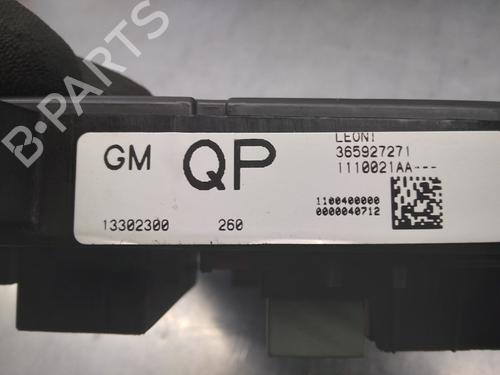 B-PARTS
GM QP
LEONI
365927271
1110021AA---
1100400000
0000040712
13302300 260